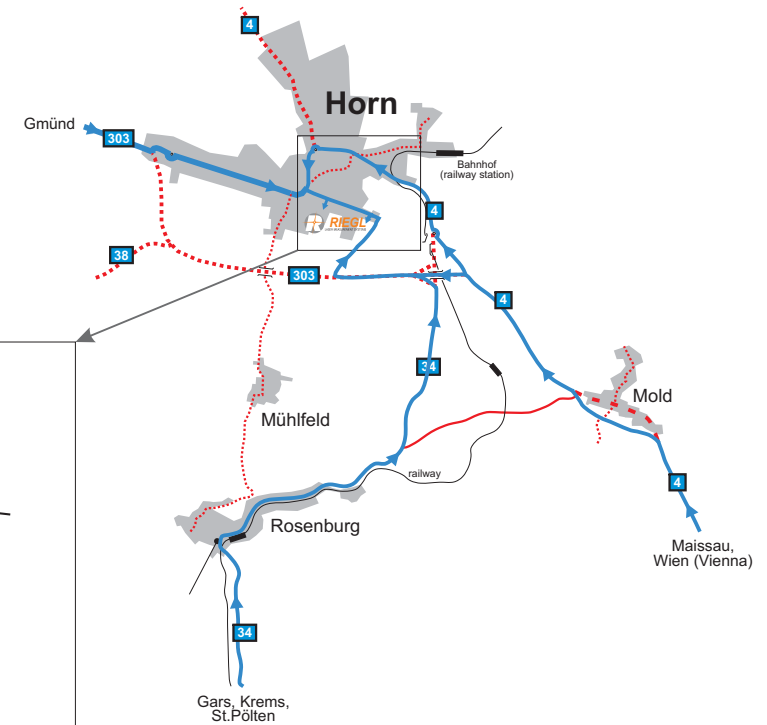 4
Horn
Gmünd
303
Bahnhof
(railway station)
4
RIEGL
38
303
4
34
Mold
Mühlfeld
railway
4
Rosenburg
Maissau,
Wien (Vienna)
34
Gars, Krems,
St.Pölten